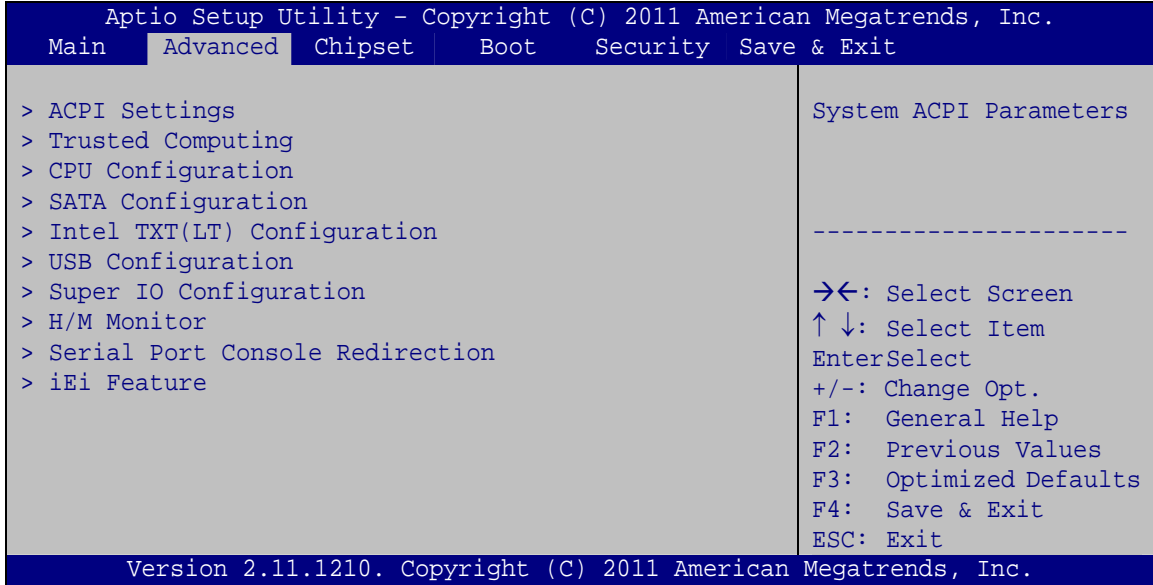 Aptio Setup Utility – Copyright (C) 2011 American Megatrends, Inc.
Main Advanced Chipset Boot Security Save & Exit
> ACPI Settings
> Trusted Computing
> CPU Configuration
> SATA Configuration
> Intel TXT(LT) Configuration
> USB Configuration
> Super IO Configuration
> H/M Monitor
> Serial Port Console Redirection
> iEi Feature
System ACPI Parameters
----------------------
→←: Select Screen
↑ ↓: Select Item
EnterSelect
+/-: Change Opt.
F1: General Help
F2: Previous Values
F3: Optimized Defaults
F4: Save & Exit
ESC: Exit
Version 2.11.1210. Copyright (C) 2011 American Megatrends, Inc.